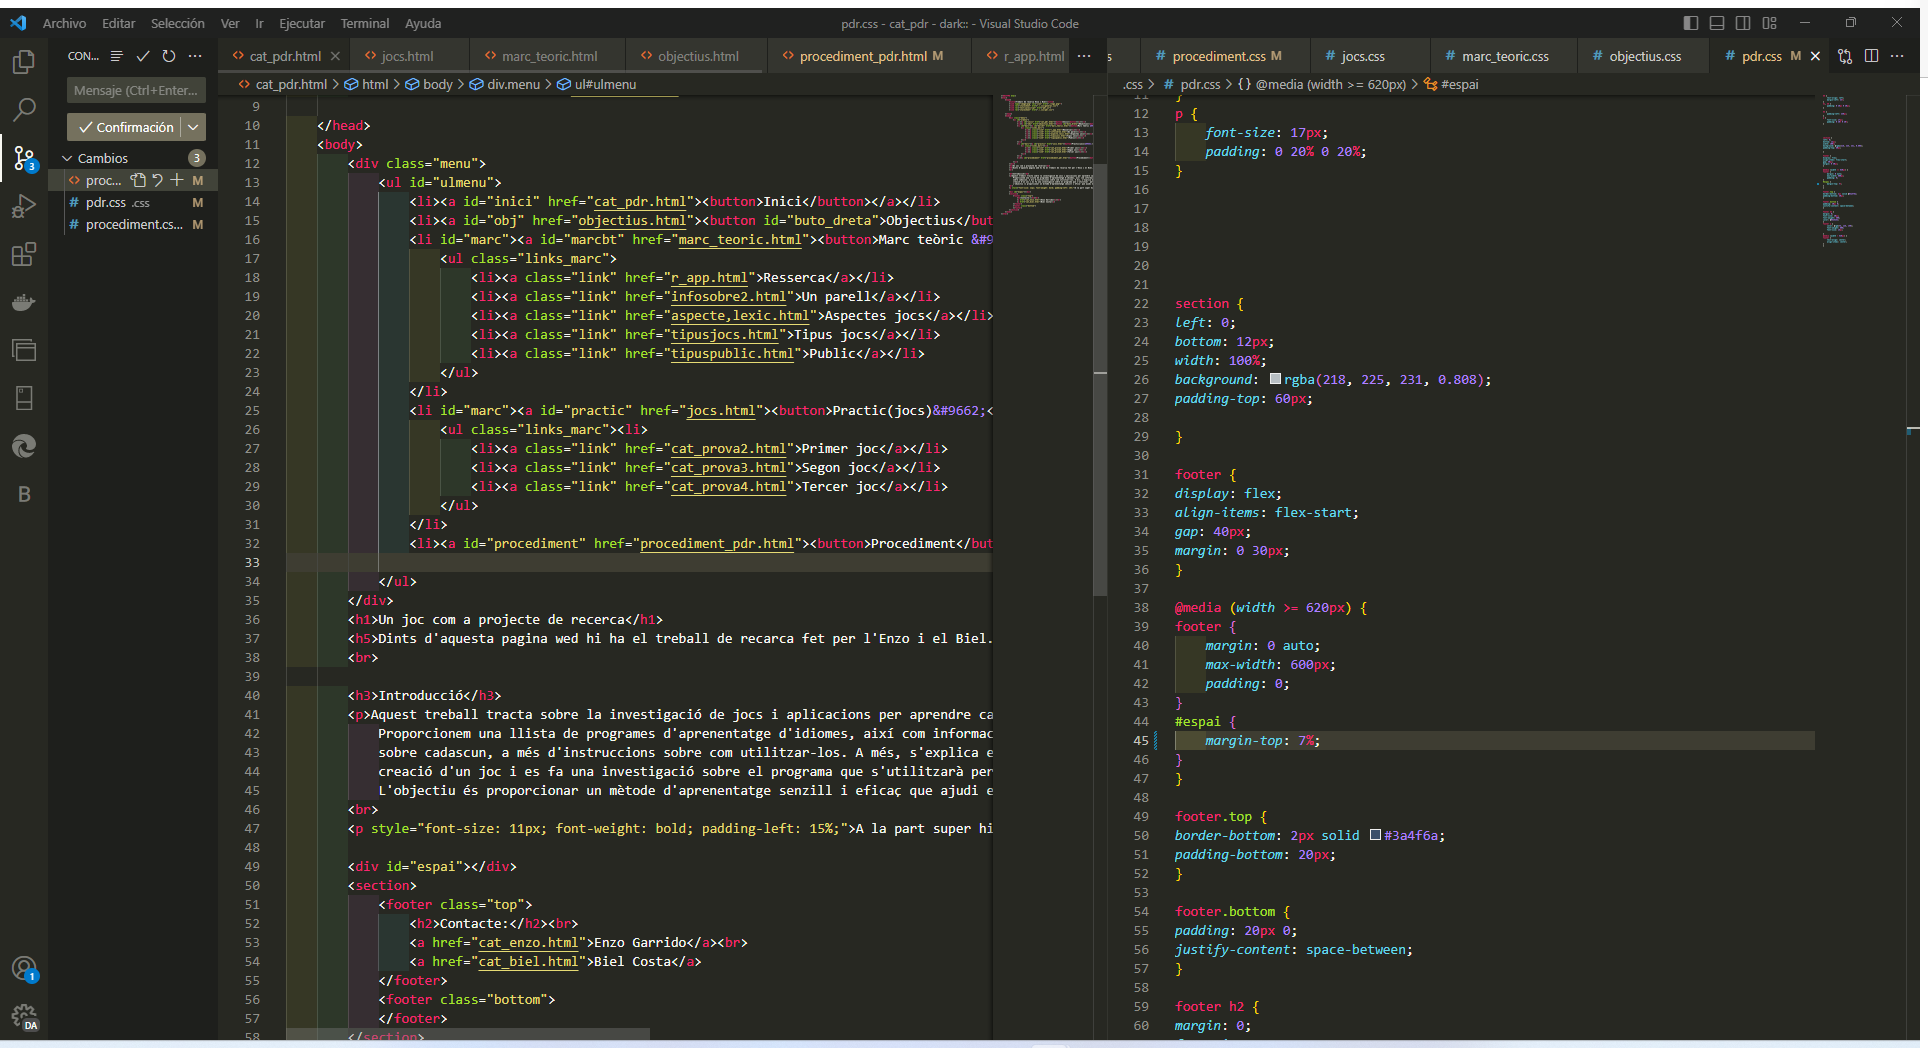 Archivo Editar Selección Ver Ir Ejecutar Terminal Ayuda
pdr.css - cat_pdr - dark:: - Visual Studio Code
CON...
Mensaje (Ctrl+Enter...
Confirmación
Cambios 3
proc... M
pdr.css .css M
procediment.cs... M
3
B
1
DA
cat_pdr.html jocs.html marc_teoric.html objectius.html procediment_pdr.html M r_app.html
cat_pdr.html > html > body > div.menu > ul#ulmenu
9
10 </head>
11 <body>
12 <div class="menu">
13 <ul id="ulmenu">
14 <li><a id="inici" href="cat_pdr.html"><button>Inici</button></a></li>
15 <li><a id="obj" href="objectius.html"><button id="buto_dreta">Objectius</but
16 <li id="marc"><a id="marcbt" href="marc_teoric.html"><button>Marc teòric &#9
17 <ul class="links_marc">
18 <li><a class="link" href="r_app.html">Resserca</a></li>
19 <li><a class="link" href="infosobre2.html">Un parell</a></li>
20 <li><a class="link" href="aspecte,lexic.html">Aspectes jocs</a></li>
21 <li><a class="link" href="tipusjocs.html">Tipus jocs</a></li>
22 <li><a class="link" href="tipuspublic.html">Public</a></li>
23 </ul>
24 </li>
25 <li id="marc"><a id="practic" href="jocs.html"><button>Practic(jocs)&#9662;<
26 <ul class="links_marc"><li>
27 <li><a class="link" href="cat_prova2.html">Primer joc</a></li>
28 <li><a class="link" href="cat_prova3.html">Segon joc</a></li>
29 <li><a class="link" href="cat_prova4.html">Tercer joc</a></li>
30 </ul>
31 </li>
32 <li><a id="procediment" href="procediment_pdr.html"><button>Procediment</but
33
34 </ul>
35 </div>
36 <h1>Un joc com a projecte de recerca</h1>
37 <h5>Dints d'aquesta pagina wed hi ha el treball de recarca fet per l'Enzo i el Biel.
38 <br>
39
40 <h3>Introducció</h3>
41 <p>Aquest treball tracta sobre la investigació de jocs i aplicacions per aprendre ca
42 Proporcionem una llista de programes d'aprenentatge d'idiomes, així com informac
43 sobre cadascun, a més d'instruccions sobre com utilitzar-los. A més, s'explica e
44 creació d'un joc i es fa una investigació sobre el programa que s'utilitzarà per
45 L'objectiu és proporcionar un mètode d'aprenentatge senzill i eficaç que ajudi e
46 <br>
47 <p style="font-size: 11px; font-weight: bold; padding-left: 15%;">A la part super hi
48
49 <div id="espai"></div>
50 <section>
51 <footer class="top">
52 <h2>Contacte:</h2><br>
53 <a href="cat_enzo.html">Enzo Garrido</a><br>
54 <a href="cat_biel.html">Biel Costa</a>
55 </footer>
56 <footer class="bottom">
57 </footer>
58 </section>
s procediment.css M jocs.css marc_teoric.css objectius.css pdr.css M
.css > pdr.css > {} @media (width >= 620px) > #espai
11 }
12 p {
13 font-size: 17px;
14 padding: 0 20% 0 20%;
15 }
16
17
18
19
20
21
22 section {
23 left: 0;
24 bottom: 12px;
25 width: 100%;
26 background: rgba(218, 225, 231, 0.808);
27 padding-top: 60px;
28
29 }
30
31 footer {
32 display: flex;
33 align-items: flex-start;
34 gap: 40px;
35 margin: 0 30px;
36 }
37
38 @media (width >= 620px) {
39 footer {
40 margin: 0 auto;
41 max-width: 600px;
42 padding: 0;
43 }
44 #espai {
45 margin-top: 7%;
46 }
47 }
48
49 footer.top {
50 border-bottom: 2px solid #3a4f6a;
51 padding-bottom: 20px;
52 }
53
54 footer.bottom {
55 padding: 20px 0;
56 justify-content: space-between;
57 }
58
59 footer h2 {
60 margin: 0;